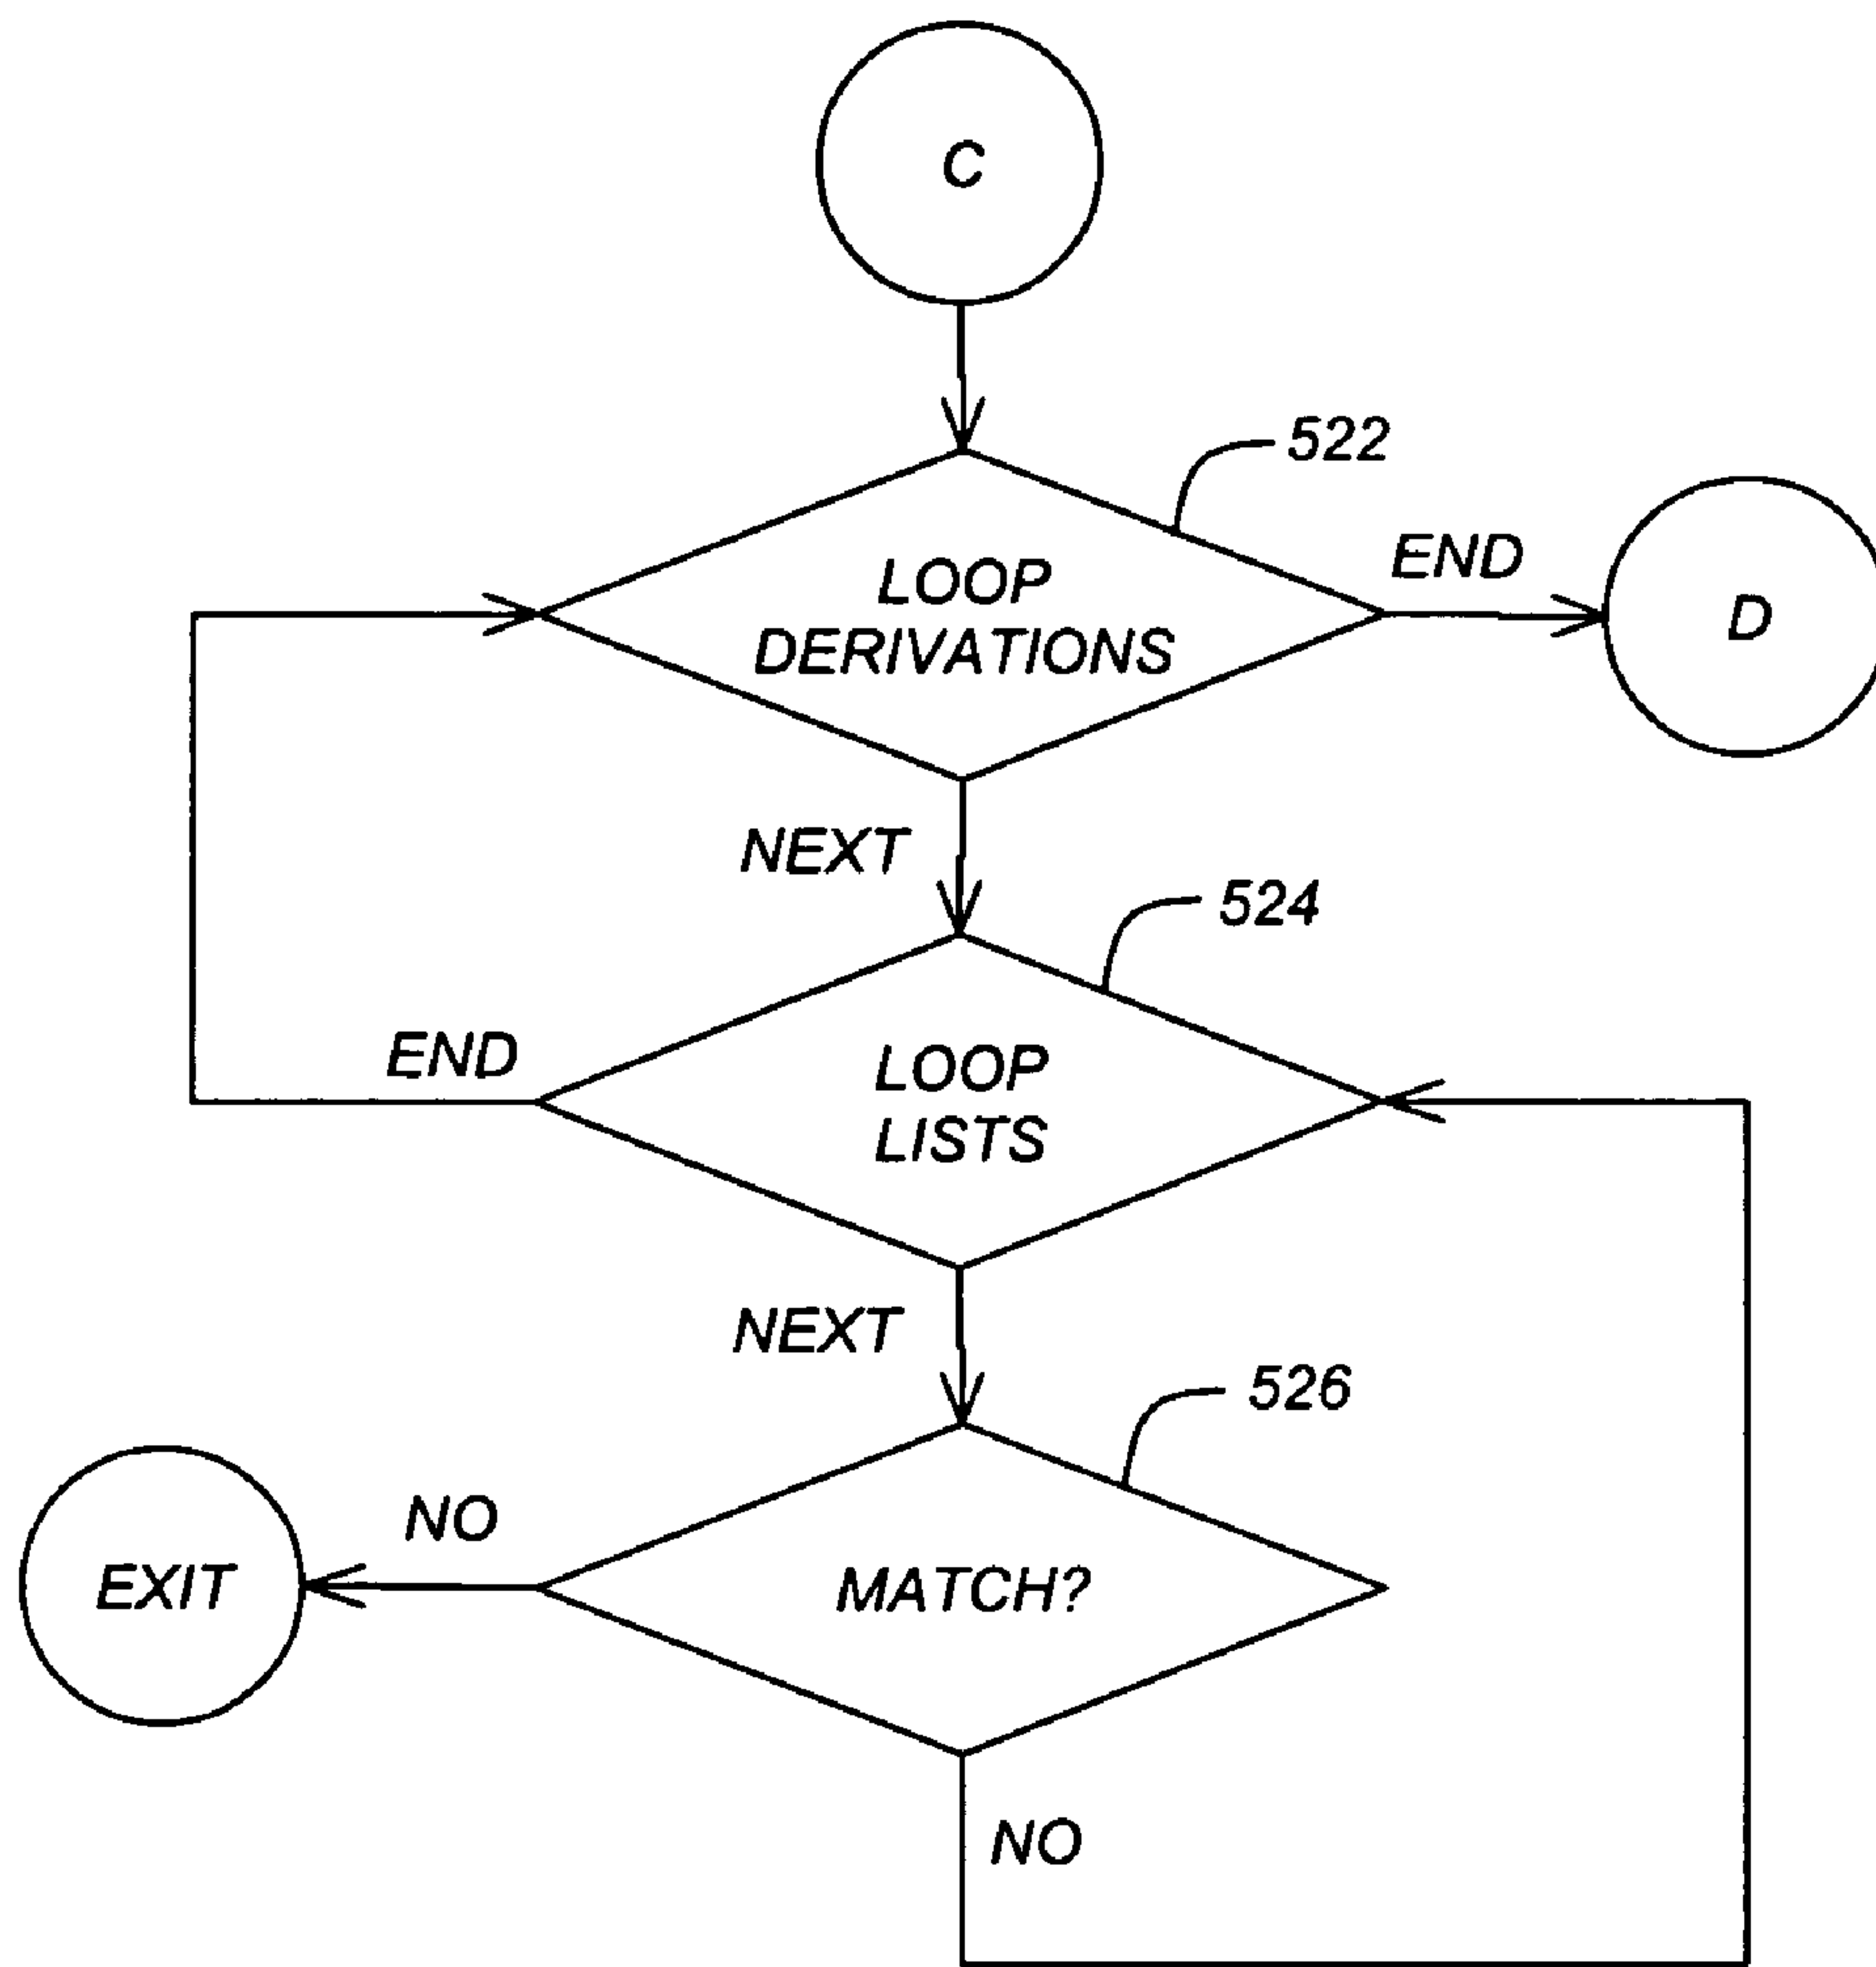 C
522
LOOP
DERIVATIONS
END
D
NEXT
524
END
LOOP
LISTS
NEXT
526
NO
EXIT
MATCH?
NO